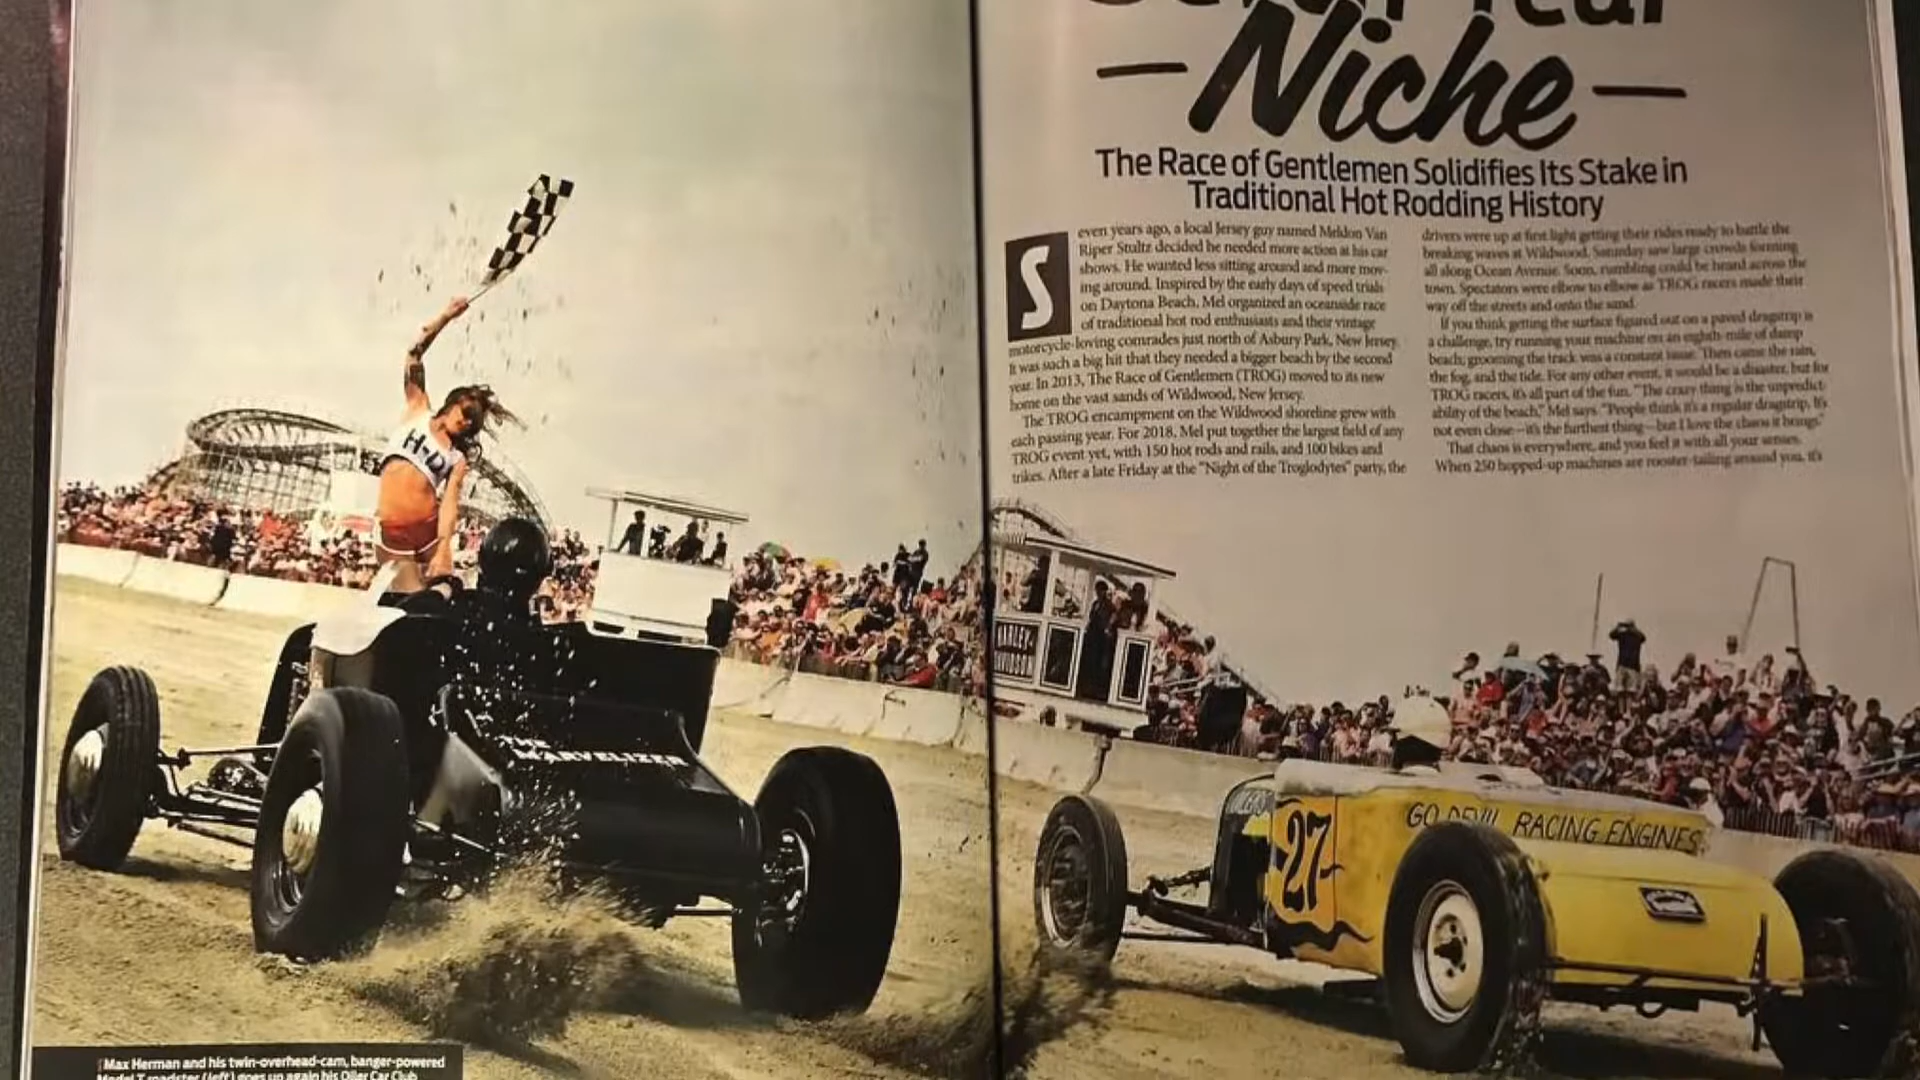 Year
Niche
The Race of Gentlemen Solidifies Its Stake in
Traditional Hot Rodding History
Seven years ago, a local Jersey guy named Meldon Van
Riper Stultz decided he needed more action at his car
shows. He wanted less sitting around and more mov-
ing around. Inspired by the early days of speed trials
on Daytona Beach, Mel organized an oceanside race
of traditional hot rod enthusiasts and their vintage
motorcycle-loving comrades just north of Asbury Park, New Jersey.
It was such a big hit that they needed a bigger beach by the second
year. In 2013, The Race of Gentlemen (TROG) moved to its new
home on the vast sands of Wildwood, New Jersey.
The TROG encampment on the Wildwood shoreline grew with
each passing year. For 2018, Mel put together the largest field of any
TROG event yet, with 150 hot rods and rails, and 100 bikes and
trikes. After a late Friday at the "Night of the Troglodytes" party, the
drivers were up at first light getting their rides ready to battle the
breaking waves at Wildwood. Saturday saw large crowds forming
all along Ocean Avenue. Soon, rumbling could be heard across the
town. Spectators were elbow to elbow as TROG racers made their
way off the streets and onto the sand.
If you think getting the surface figured out on a paved dragstrip is
a challenge, try running your machine on an eighth-mile of damp
beach; grooming the track was a constant issue. Then came the rain,
the fog, and the tide. For any other event, it would be a disaster, but for
TROG racers, it's all part of the fun. "The crazy thing is the unpredict-
ability of the beach," Mel says. "People think it's a regular dragstrip. It's
not even close—it's the furthest thing—but I love the chaos it brings."
That chaos is everywhere, and you feel it with all your senses.
When 250 hopped-up machines are rooster-tailing around you, it's
H-D
THE
MARVELIZER
HARLEY-
DAVIDSON
27
GO DEVIL RACING ENGINES
Max Herman and his twin-overhead-cam, banger-powered
Model T roadster (left) goes up again his Oiler Car Club